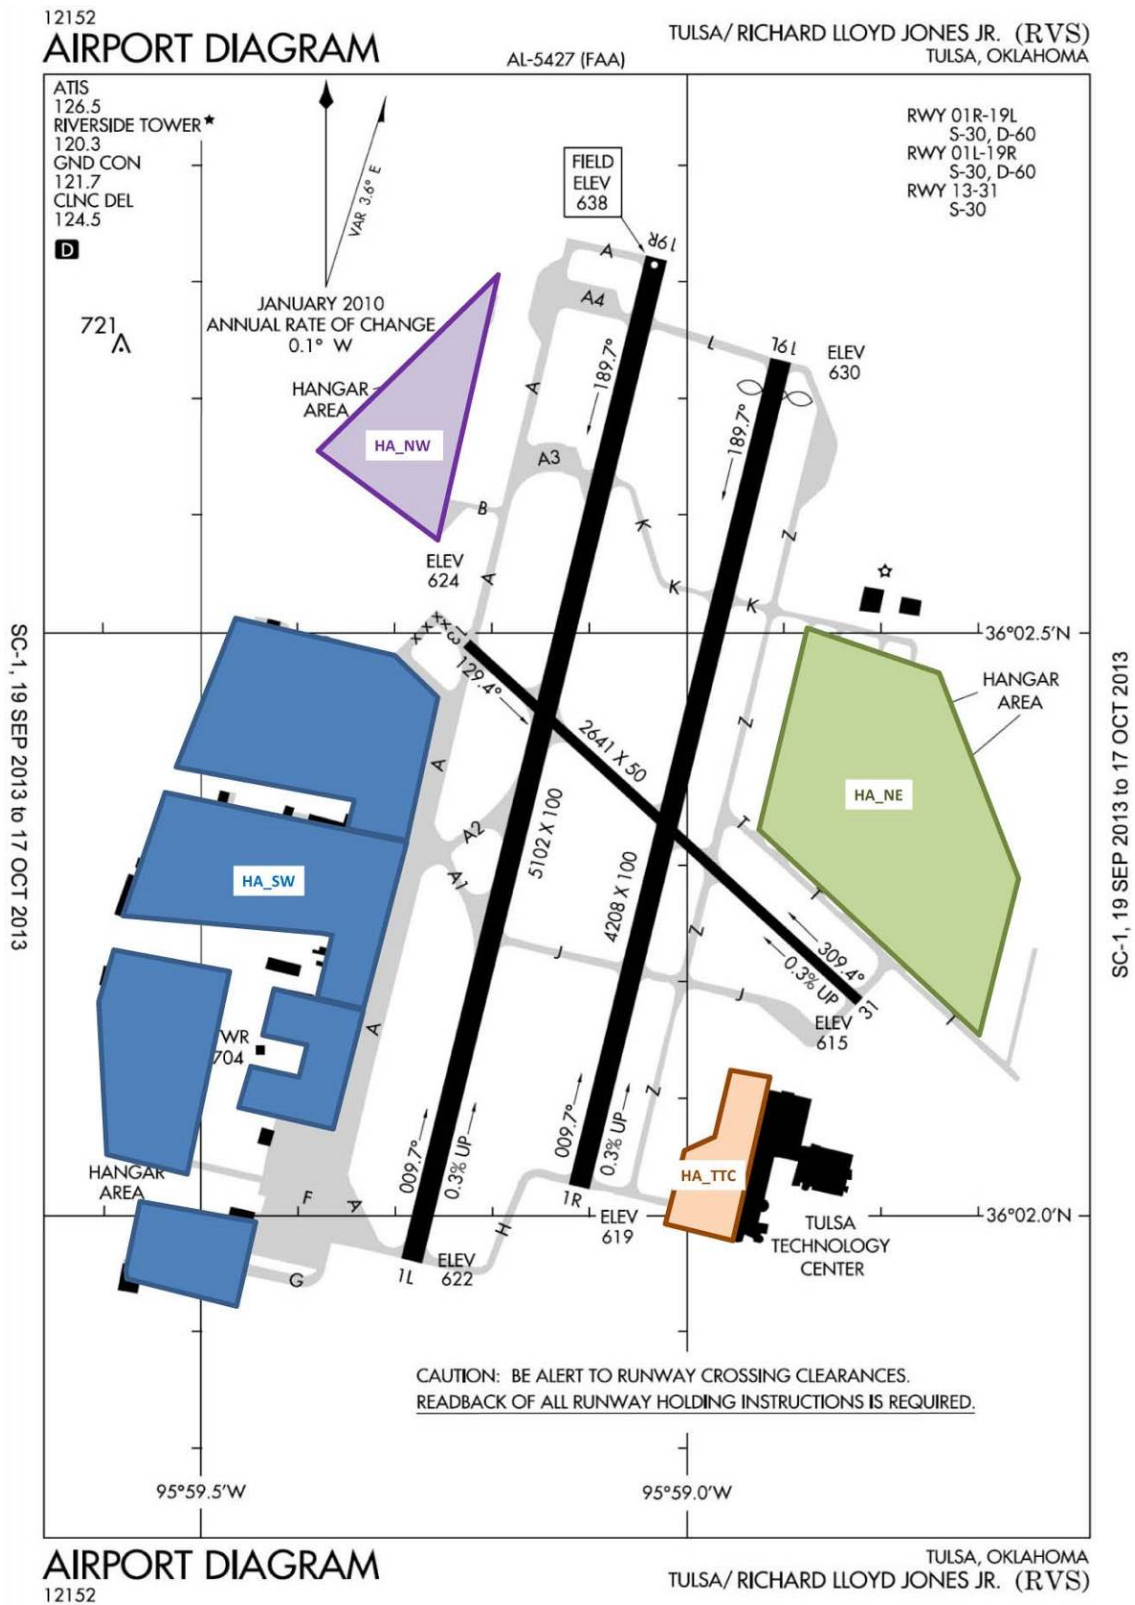 12152
AIRPORT DIAGRAM
AL-5427 (FAA)
TULSA/ RICHARD LLOYD JONES JR. (RVS)
TULSA, OKLAHOMA
ATIS
126.5
RIVERSIDE TOWER
120.3
GND CON
121.7
CLNC DEL
124.5
D
VAR 3.6° E
JANUARY 2010
ANNUAL RATE OF CHANGE
0.1° W
721
FIELD
ELEV
638
RWY 01R-19L
S-30, D-60
RWY 01L-19R
S-30, D-60
RWY 13-31
S-30
19R
A
A4
L
19L
ELEV
630
189.7°
189.7°
A
HANGAR
AREA
HA_NW
A3
B
K
Z
ELEV
624
A
K
K
36°02.5'N
13
129.4°
HANGAR
AREA
2641 X 50
Z
A
HA_NE
5102 X 100
A2
T
HA_SW
A1
4208 X 100
T
J
Z
309.4°
0.3% UP
J
31
ELEV
615
T
A
WR
704
Z
009.7°
0.3% UP
009.7°
0.3% UP
HANGAR
AREA
HA_TTC
F
A
1R
H
ELEV
619
36°02.0'N
TULSA
TECHNOLOGY
CENTER
G
1L
ELEV
622
CAUTION: BE ALERT TO RUNWAY CROSSING CLEARANCES.
READBACK OF ALL RUNWAY HOLDING INSTRUCTIONS IS REQUIRED.
95°59.5'W
95°59.0'W
SC-1, 19 SEP 2013 to 17 OCT 2013
SC-1, 19 SEP 2013 to 17 OCT 2013
AIRPORT DIAGRAM
12152
TULSA, OKLAHOMA
TULSA/ RICHARD LLOYD JONES JR. (RVS)